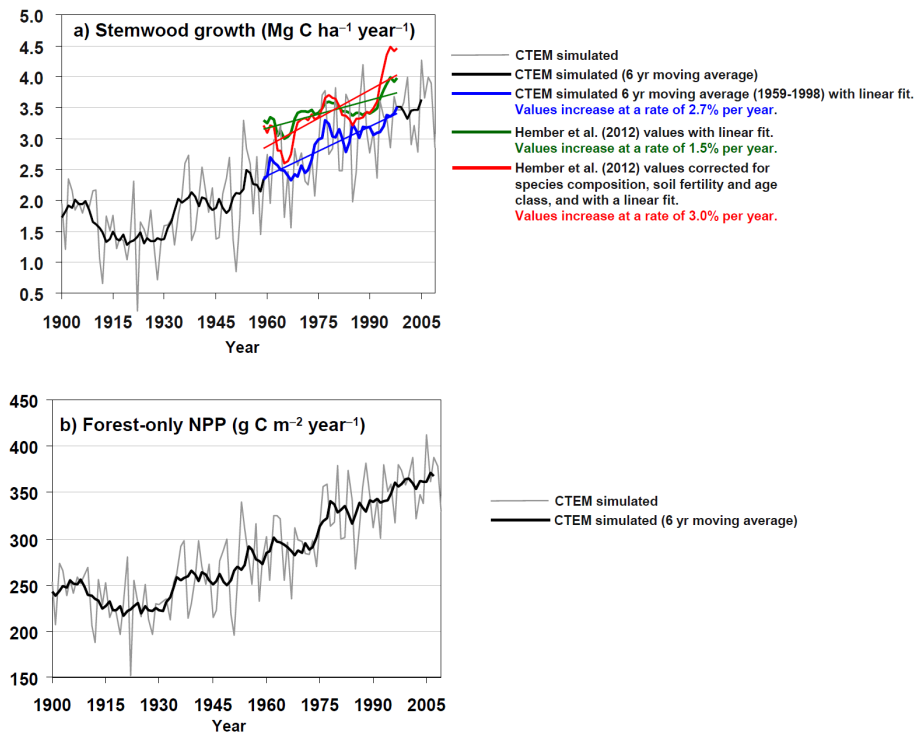 a) Stemwood growth (Mg C ha⁻¹ year⁻¹)
5.0
4.5
4.0
3.5
3.0
2.5
2.0
1.5
1.0
0.5
1900 1915 1930 1945 1960 1975 1990 2005
Year
CTEM simulated
CTEM simulated (6 yr moving average)
CTEM simulated 6 yr moving average (1959-1998) with linear fit.
Values increase at a rate of 2.7% per year.
Hember et al. (2012) values with linear fit.
Values increase at a rate of 1.5% per year.
Hember et al. (2012) values corrected for
species composition, soil fertility and age
class, and with a linear fit.
Values increase at a rate of 3.0% per year.
b) Forest-only NPP (g C m⁻² year⁻¹)
450
400
350
300
250
200
150
1900 1915 1930 1945 1960 1975 1990 2005
Year
CTEM simulated
CTEM simulated (6 yr moving average)